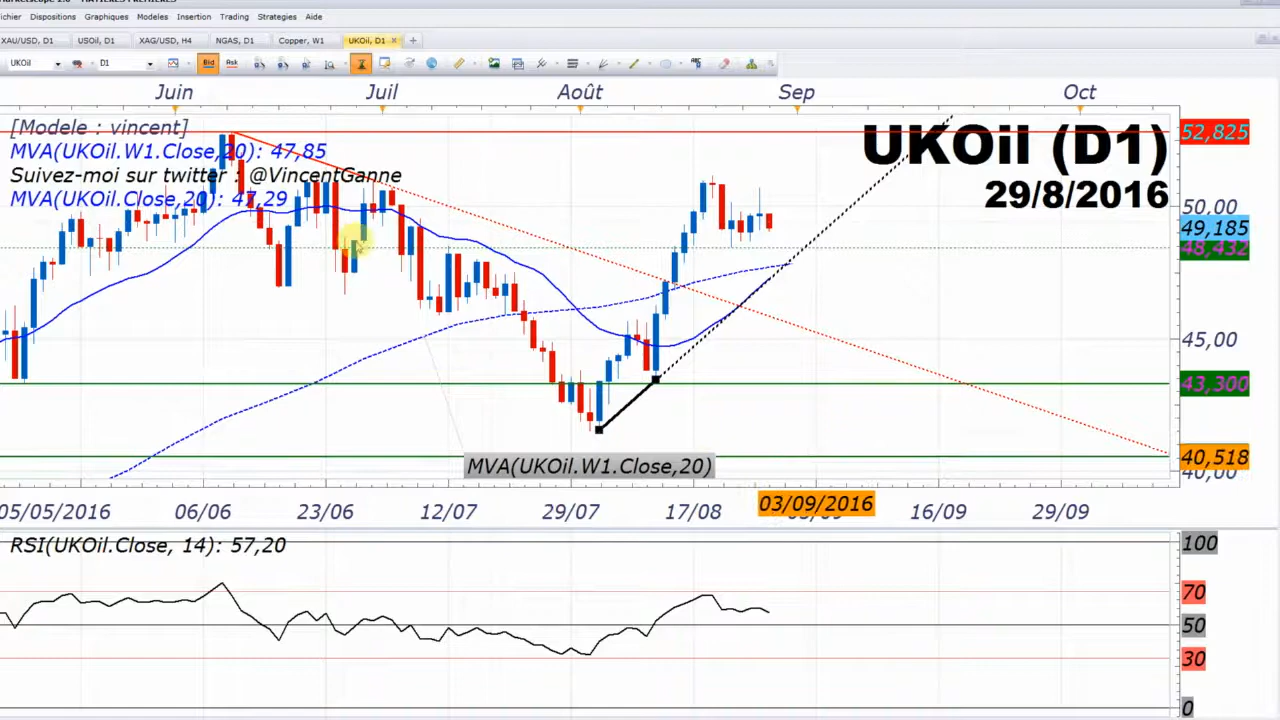 ichier Dispositions Graphiques Modeles Insertion Trading Strategies Aide
XAU/USD, D1 USOil, D1 XAG/USD, H4 NGAS, D1 Copper, W1 UKOil, D1
UKOil D1 Bid Ask
Juin Juil Août Sep Oct
[Modele : vincent]
MVA(UKOil.W1.Close,20): 47,85
Suivez-moi sur twitter : @VincentGanne
MVA(UKOil.Close,20): 47,29
UKOil (D1)
29/8/2016
52,825
50,00
49,185
48,432
45,00
43,300
40,518
40,00
MVA(UKOil.W1.Close,20)
05/05/2016 06/06 23/06 12/07 29/07 17/08 03/09/2016 16/09 29/09
RSI(UKOil.Close, 14): 57,20
100
70
50
30
0